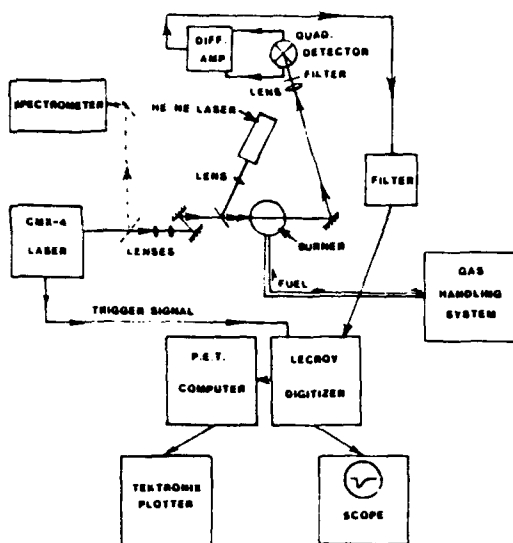 DIFF.
AMP
QUAD.
DETECTOR
FILTER
LENS
SPECTROMETER
HE NE LASER
LENS
FILTER
CMX-4
LASER
LENSES
BURNER
FUEL
GAS
HANDLING
SYSTEM
TRIGGER SIGNAL
P.E.T.
COMPUTER
LECROY
DIGITIZER
TEKTRONIX
PLOTTER
SCOPE